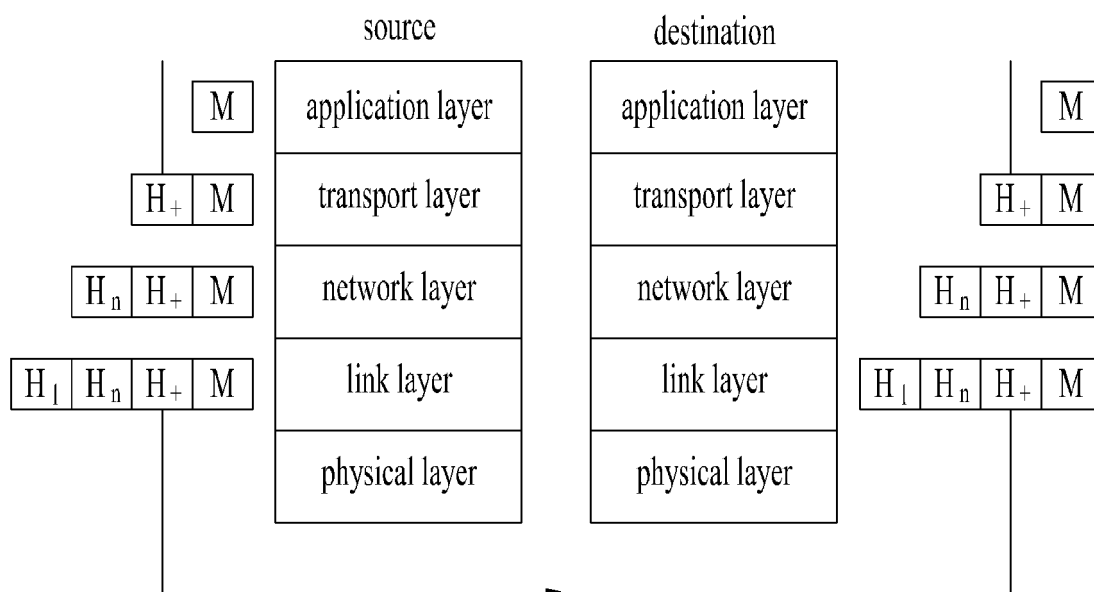 source destination
M application layer application layer M
H+ M transport layer transport layer H+ M
Hn H+ M network layer network layer Hn H+ M
Hl Hn H+ M link layer link layer Hl Hn H+ M
physical layer physical layer